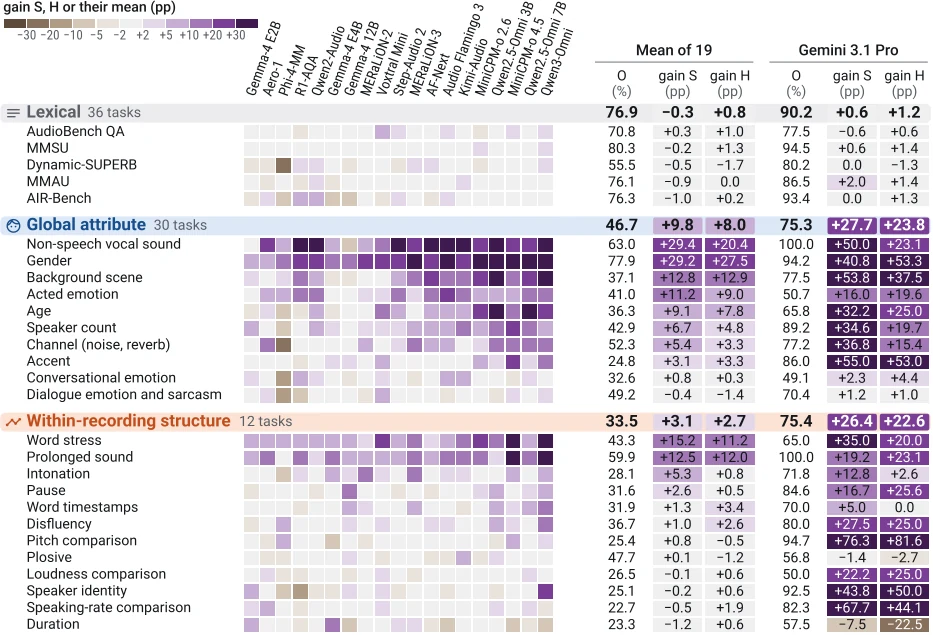 gain S, H or their mean (pp)
−30 −20 −10 −5 −2 +2 +5 +10 +20 +30
Gemma-4 E2B
Aero-1
Phi-4-MM
R1-AQA
Qwen2-Audio
Gemma-4 E4B
Gemma-4 12B
MERaLiON-2
Voxtral Mini
Step-Audio 2
MERaLiON-3
AF-Next
Audio Flamingo 3
Kimi-Audio
MiniCPM-o 2.6
Qwen2.5-Omni 3B
MiniCPM-o 4.5
Qwen2.5-Omni 7B
Qwen3-Omni
Mean of 19 Gemini 3.1 Pro
O gain S gain H O gain S gain H
(%) (pp) (pp) (%) (pp) (pp)
Lexical 36 tasks 76.9 −0.3 +0.8 90.2 +0.6 +1.2
AudioBench QA 70.8 +0.3 +1.0 77.5 −0.6 +0.6
MMSU 80.3 −0.2 +1.3 94.5 +0.6 +1.4
Dynamic-SUPERB 55.5 −0.5 −1.7 80.2 0.0 −1.3
MMAU 76.1 −0.9 0.0 86.5 +2.0 +1.4
AIR-Bench 76.3 −1.0 +0.2 93.4 0.0 +1.3
Global attribute 30 tasks 46.7 +9.8 +8.0 75.3 +27.7 +23.8
Non-speech vocal sound 63.0 +29.4 +20.4 100.0 +50.0 +23.1
Gender 77.9 +29.2 +27.5 94.2 +40.8 +53.3
Background scene 37.1 +12.8 +12.9 77.5 +53.8 +37.5
Acted emotion 41.0 +11.2 +9.0 50.7 +16.0 +19.6
Age 36.3 +9.1 +7.8 65.8 +32.2 +25.0
Speaker count 42.9 +6.7 +4.8 89.2 +34.6 +19.7
Channel (noise, reverb) 52.3 +5.4 +3.3 77.2 +36.8 +15.4
Accent 24.8 +3.1 +3.3 86.0 +55.0 +53.0
Conversational emotion 32.6 +0.8 +0.3 49.1 +2.3 +4.4
Dialogue emotion and sarcasm 49.2 −0.4 −1.4 70.4 +1.2 +1.0
Within-recording structure 12 tasks 33.5 +3.1 +2.7 75.4 +26.4 +22.6
Word stress 43.3 +15.2 +11.2 65.0 +35.0 +20.0
Prolonged sound 59.9 +12.5 +12.0 100.0 +19.2 +23.1
Intonation 28.1 +5.3 +0.8 71.8 +12.8 +2.6
Pause 31.6 +2.6 +0.5 84.6 +16.7 +25.6
Word timestamps 31.9 +1.3 +3.4 70.0 +5.0 0.0
Disfluency 36.7 +1.0 +2.6 80.0 +27.5 +25.0
Pitch comparison 25.4 +0.8 −0.5 94.7 +76.3 +81.6
Plosive 47.7 +0.1 −1.2 56.8 −1.4 −2.7
Loudness comparison 26.5 −0.1 +0.6 50.0 +22.2 +25.0
Speaker identity 25.1 −0.2 +0.6 92.5 +43.8 +50.0
Speaking-rate comparison 22.7 −0.5 +1.9 82.3 +67.7 +44.1
Duration 23.3 −1.2 +0.6 57.5 −7.5 −22.5